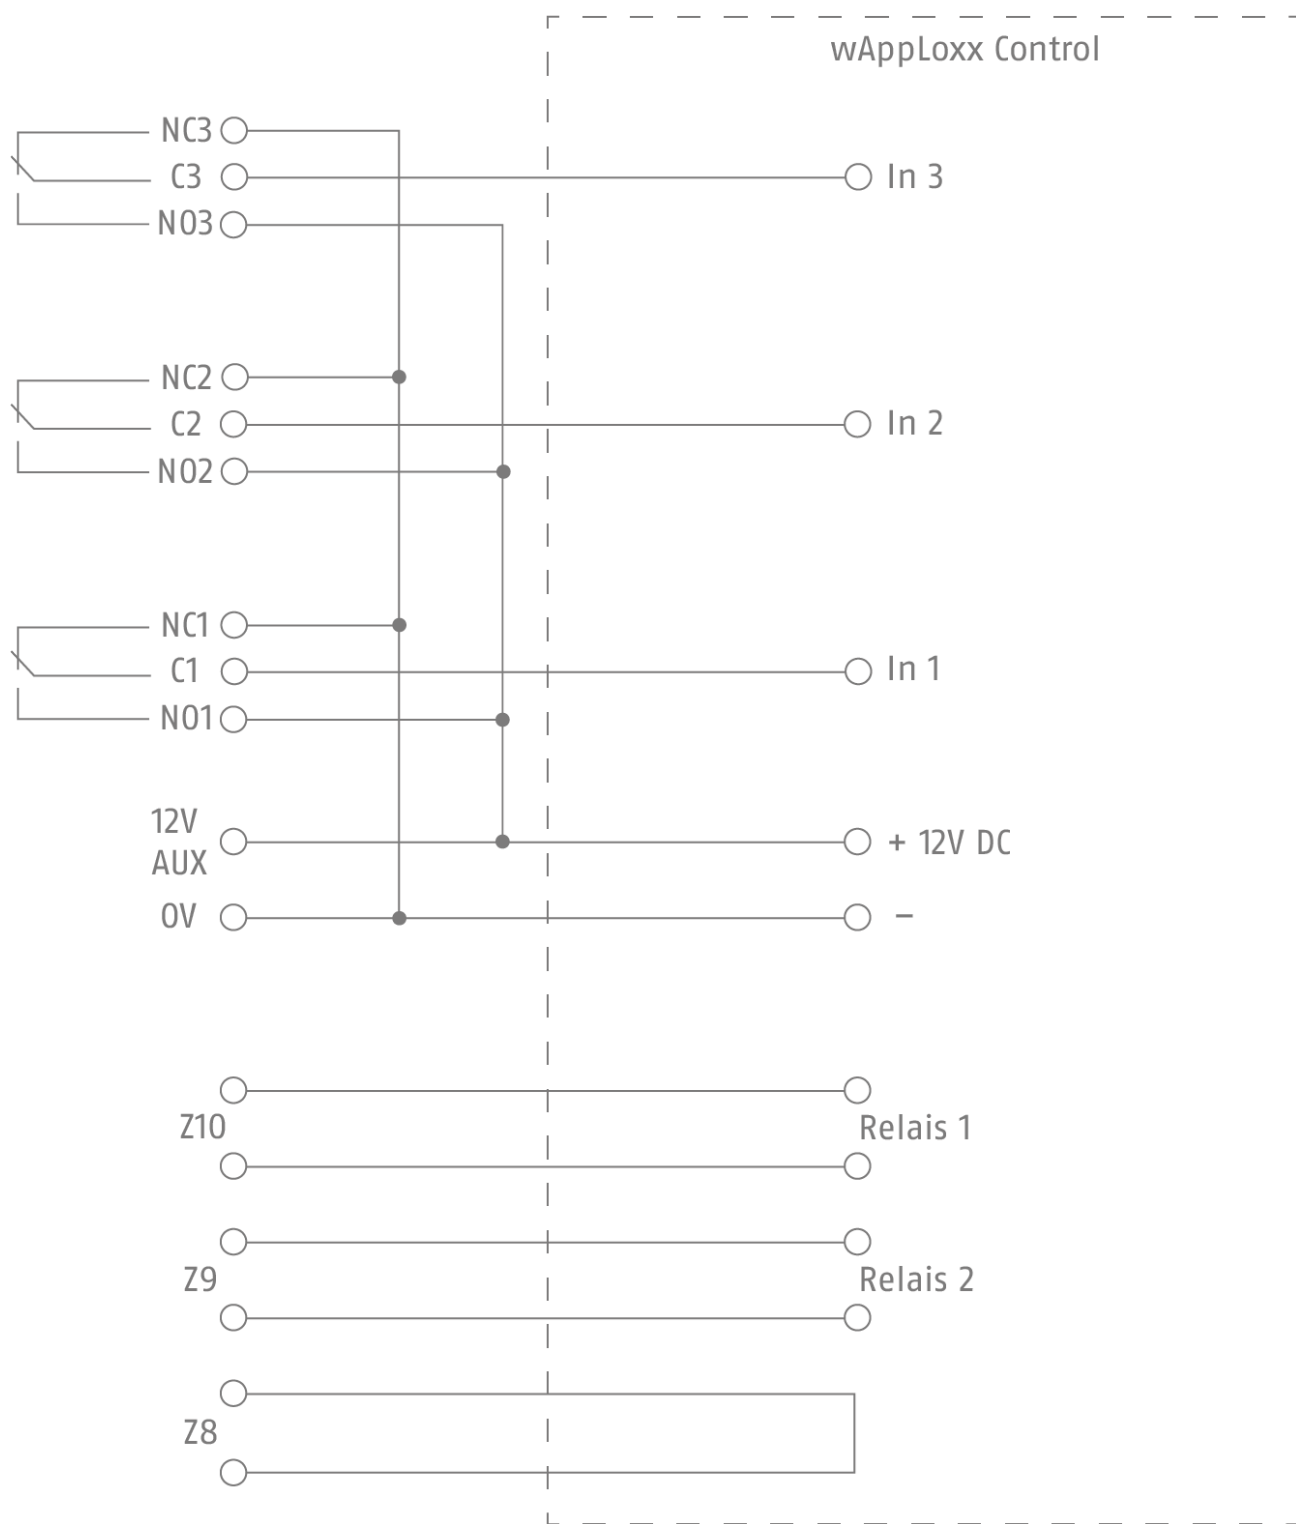 wAppLoxx Control
NC3
C3
In 3
NO3
NC2
C2
In 2
NO2
NC1
C1
In 1
NO1
12V
AUX
+ 12V DC
0V
–
Z10
Relais 1
Z9
Relais 2
Z8